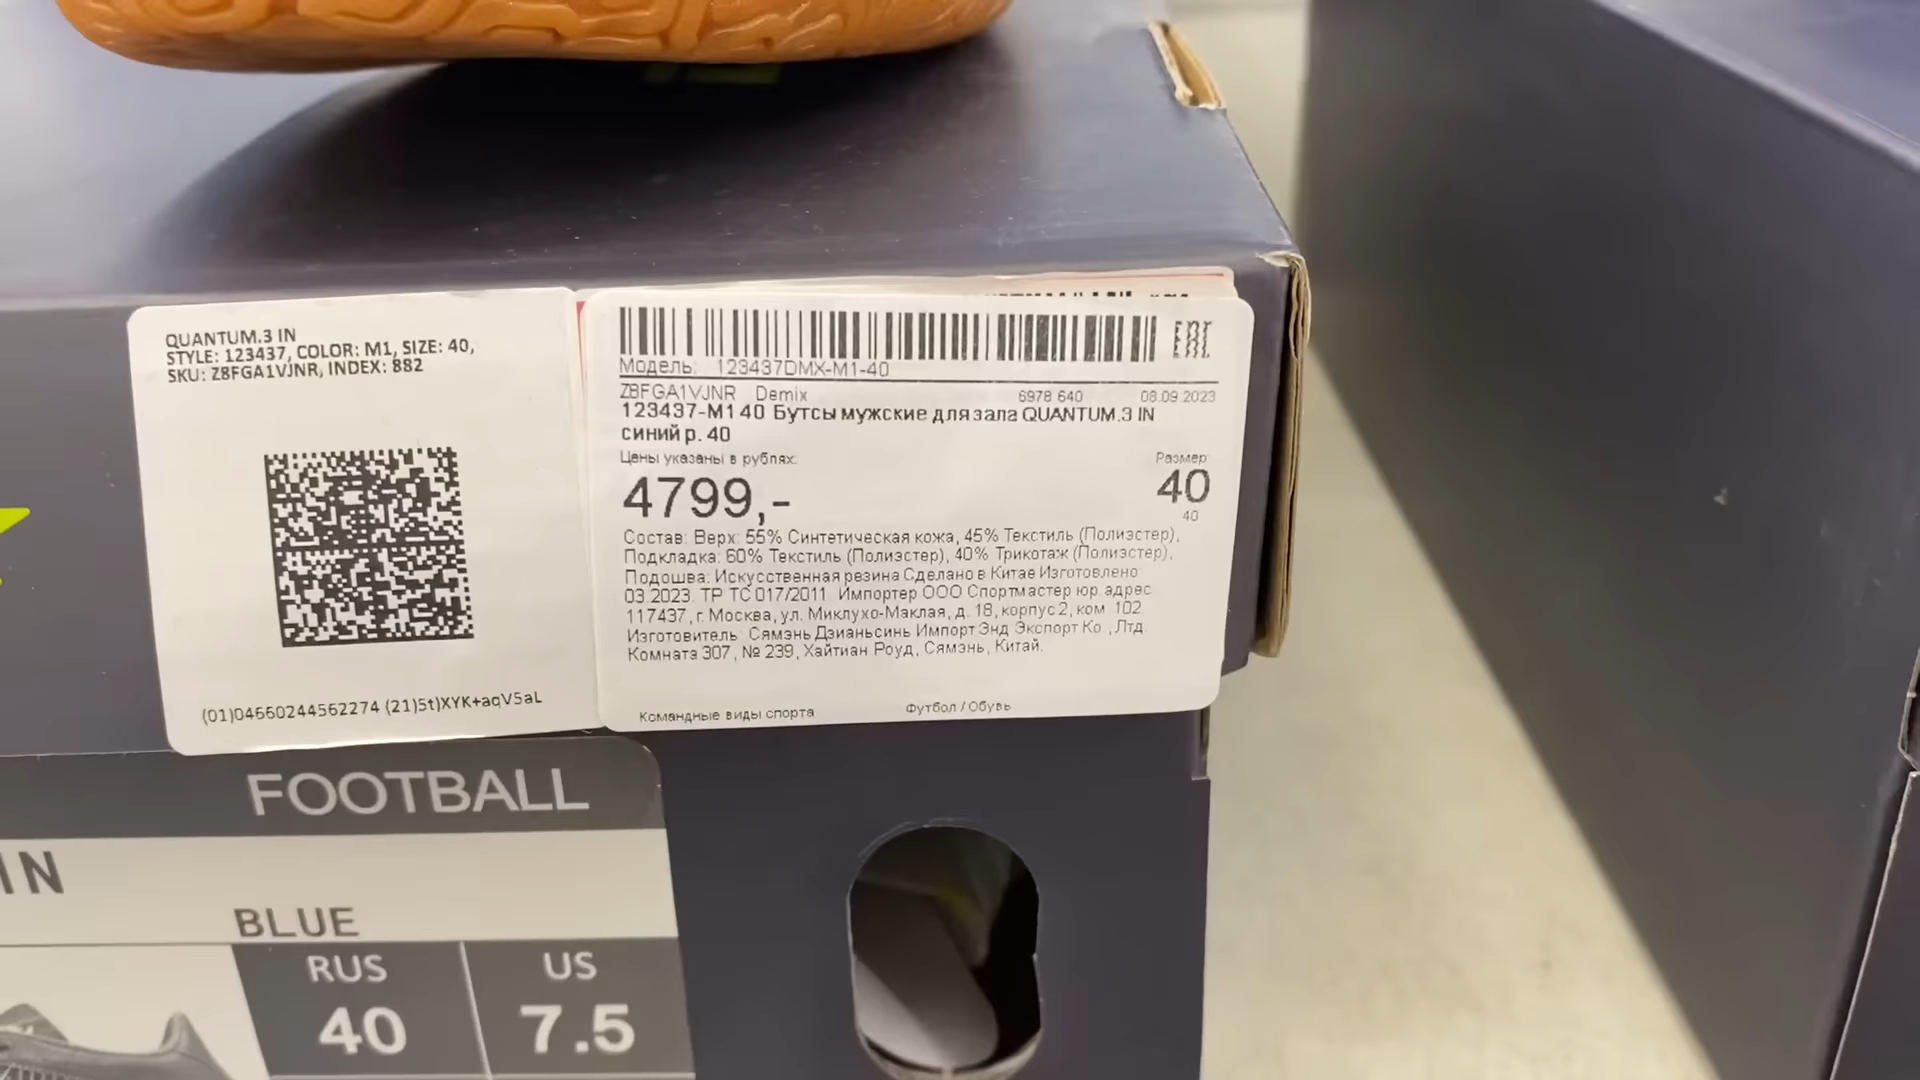 QUANTUM.3 IN
STYLE: 123437, COLOR: M1, SIZE: 40,
SKU: Z8FGA1VJNR, INDEX: 882
(01)04660244562274 (21)5t)XYK+aqV5aL
EAC
Модель: 123437DMX-M1-40
Z8FGA1VJNR Demix 6978 640 08.09.2023
123437-M1 40 Бутсы мужские для зала QUANTUM.3 IN
синий р. 40
Цены указаны в рублях: Размер:
4799,- 40
40
Состав: Верх: 55% Синтетическая кожа, 45% Текстиль (Полиэстер),
Подкладка: 60% Текстиль (Полиэстер), 40% Трикотаж (Полиэстер),
Подошва: Искусственная резина Сделано в Китае Изготовлено:
03.2023. ТР ТС 017/2011. Импортер ООО Спортмастер юр.адрес
117437, г. Москва, ул. Миклухо-Маклая, д. 18, корпус 2, ком. 102.
Изготовитель: Сямэнь Дзианьсинь Импорт Энд Экспорт Ко., Лтд.
Комната 307, № 239, Хайтиан Роуд, Сямэнь, Китай.
Командные виды спорта Футбол / Обувь
FOOTBALL
IN
BLUE
RUS US
40 7.5